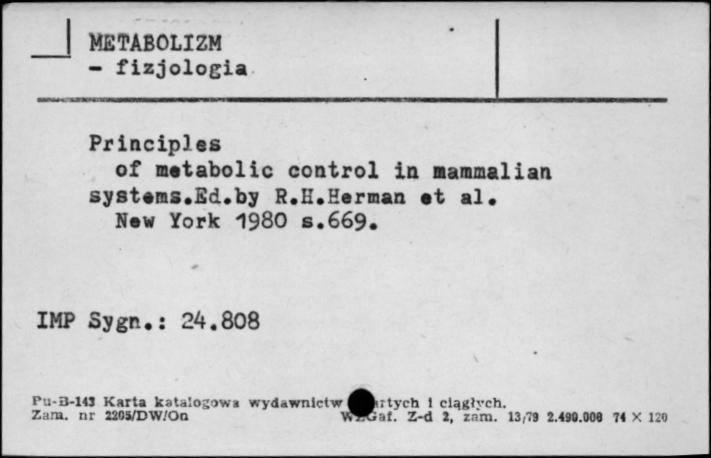 METABOLIZM
- fizjologia
Principles
of metabolic control in mammalian
systems.Ed.by R.H.Herman et al.
New York 1980 s.669.
IMP Sygn.: 24.808
Pu-B-143 Karta katalogowa wydawnictw rtych i ciągłych.
Zam. nr 2205/DW/On Gaf. Z-d 2, zam. 13/79 2.490.000 74 X 120